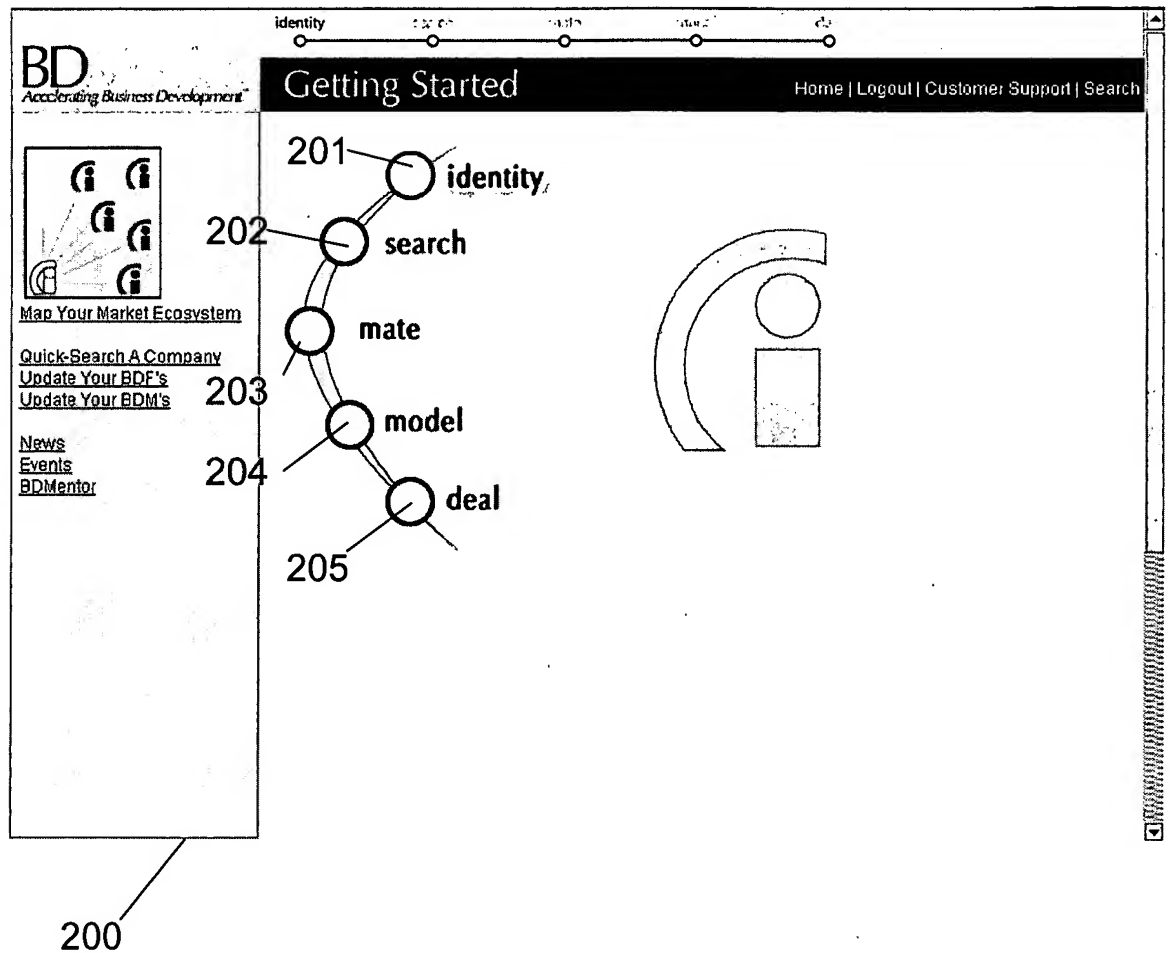 identity
BD
Accelerating Business Development
Getting Started
Home | Logout | Customer Support | Search
Map Your Market Ecosystem
Quick-Search A Company
Update Your BDF's
Update Your BDM's
News
Events
BDMentor
201
identity
202
search
203
mate
204
model
205
deal
200